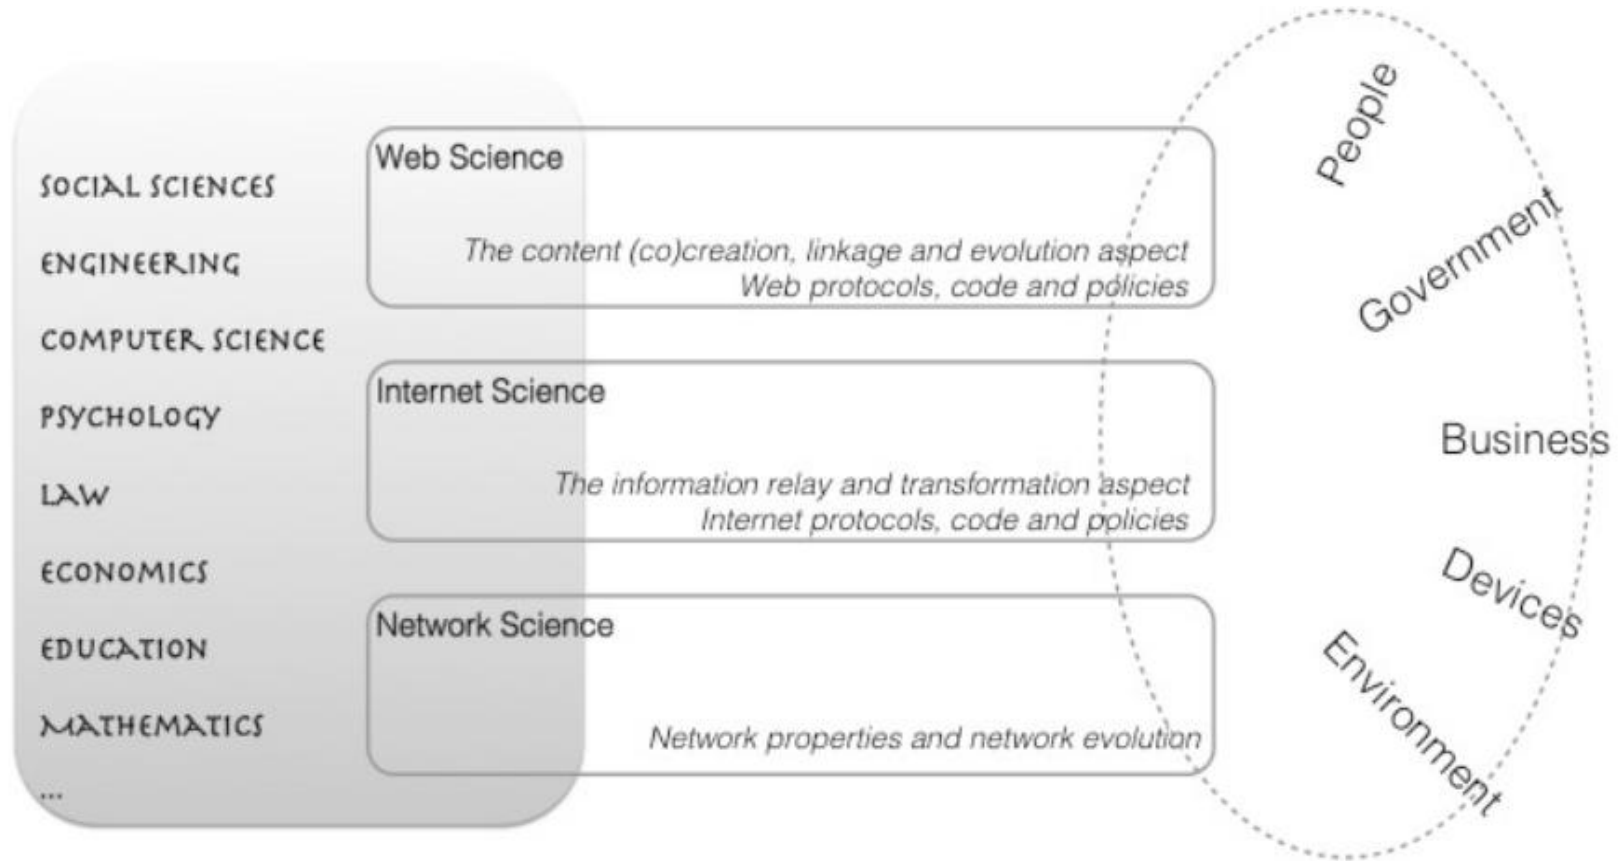 SOCIAL SCIENCES
ENGINEERING
COMPUTER SCIENCE
PSYCHOLOGY
LAW
ECONOMICS
EDUCATION
MATHEMATICS
...
Web Science
The content (co)creation, linkage and evolution aspect
Web protocols, code and policies
Internet Science
The information relay and transformation aspect
Internet protocols, code and policies
Network Science
Network properties and network evolution
People
Government
Business
Devices
Environment